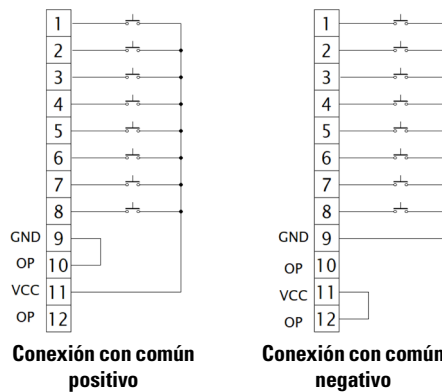 1
2
3
4
5
6
7
8
GND 9
OP 10
VCC 11
OP 12
Conexión con común
positivo
1
2
3
4
5
6
7
8
GND 9
OP 10
VCC 11
OP 12
Conexión con común
negativo